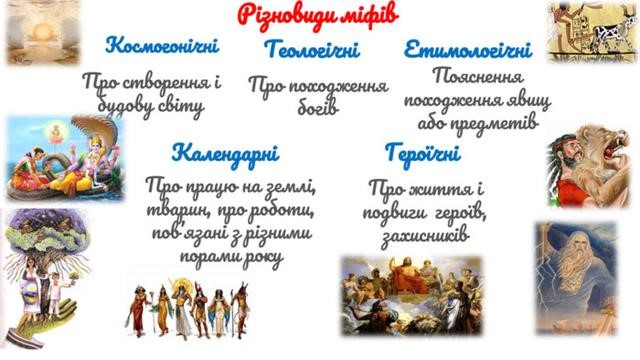 Різновиди міфів
Космогонічні
Про створення і
будову світу
Теологічні
Про походження
богів
Етимологічні
Пояснення
походження явищ
або предметів
Календарні
Про працю на землі,
тварин, про роботи,
пов'язані з різними
порами року
Героїчні
Про життя і
подвиги героїв,
захисників